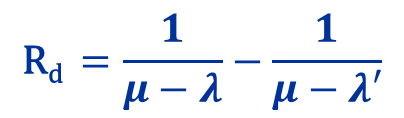 R_d = 1/(μ − λ) − 1/(μ − λ′)